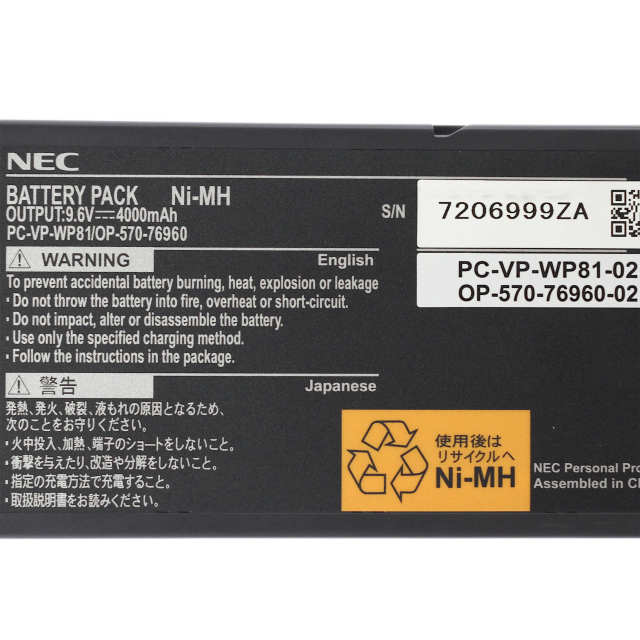 NEC
BATTERY PACK Ni-MH
OUTPUT:9.6V⎓4000mAh
PC-VP-WP81/OP-570-76960
S/N 7206999ZA
PC-VP-WP81-02
OP-570-76960-02
WARNING English
To prevent accidental battery burning, heat, explosion or leakage
・Do not throw the battery into fire, overheat or short-circuit.
・Do not impact, alter or disassemble the battery.
・Use only the specified charging method.
・Follow the instructions in the package.
警告 Japanese
発熱、発火、破裂、液もれの原因となるため、
次のことをお守りください。
・火中投入、加熱、端子のショートをしないこと。
・衝撃を与えたり、改造や分解をしないこと。
・指定の充電方法で充電すること。
・取扱説明書をお読みください。
使用後は
リサイクルへ
Ni-MH
NEC Personal Pro
Assembled in C